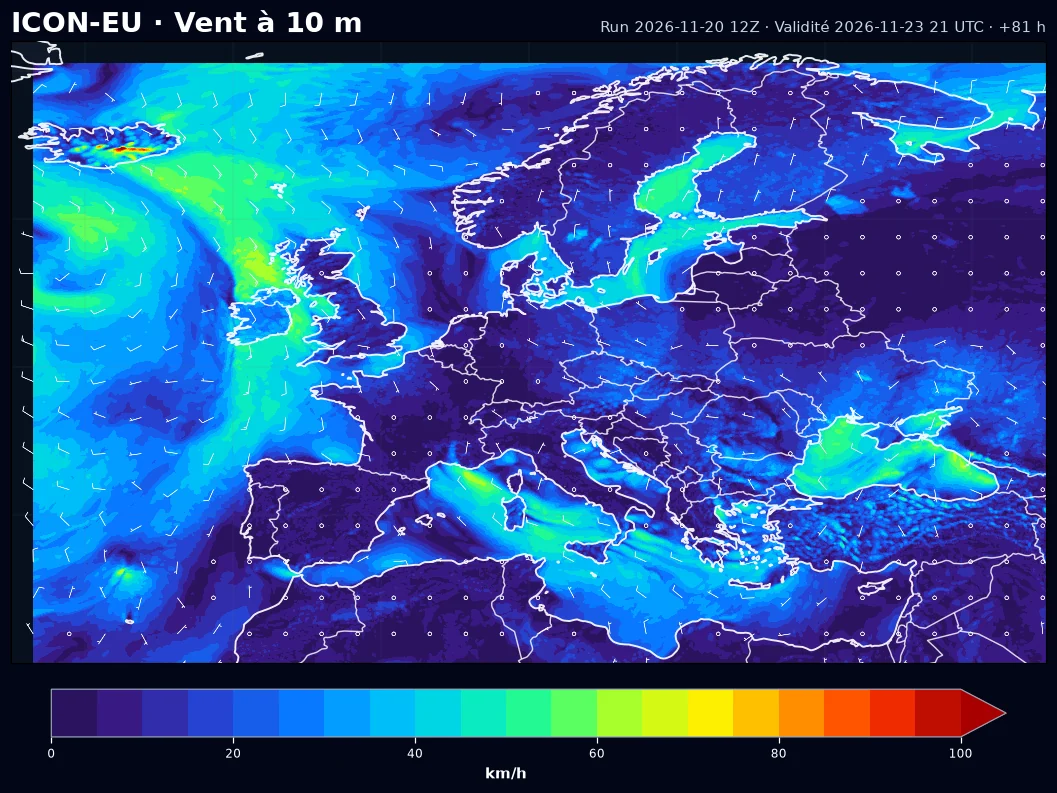 ICON-EU · Vent à 10 m
Run 2026-11-20 12Z · Validité 2026-11-23 21 UTC · +81 h
0 20 40 60 80 100
km/h